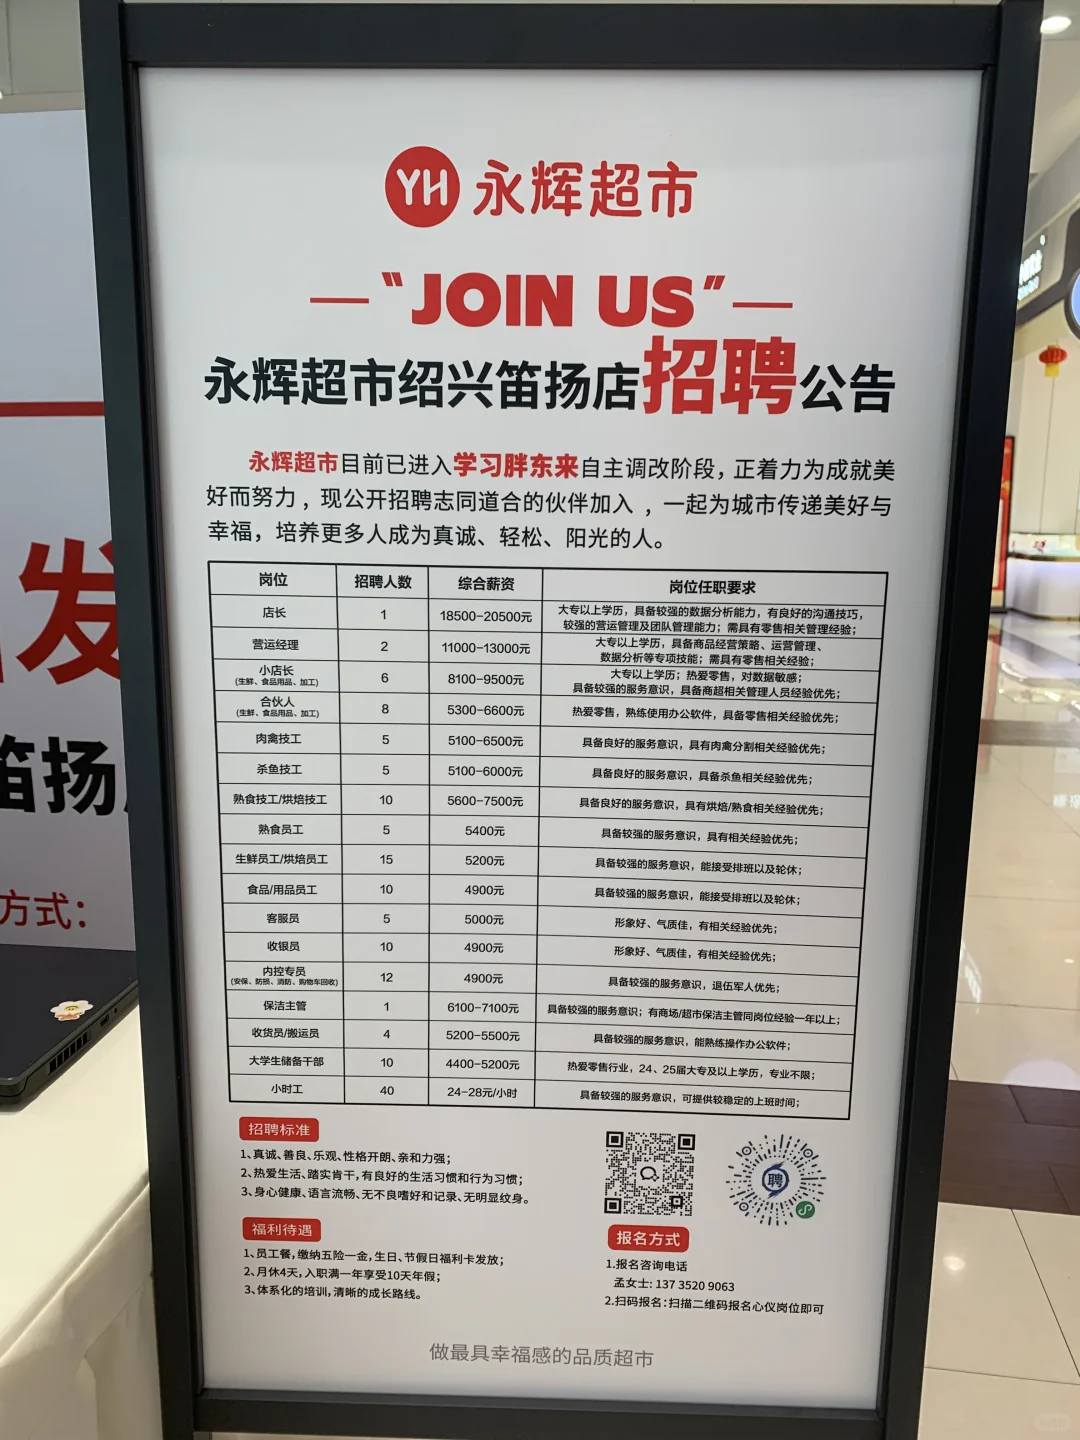 YH 永辉超市
“JOIN US”
永辉超市绍兴笛扬店招聘公告
永辉超市目前已进入学习胖东来自主调改阶段，正着力为成就美
好而努力，现公开招聘志同道合的伙伴加入，一起为城市传递美好与
幸福，培养更多人成为真诚、轻松、阳光的人。
岗位 招聘人数 综合薪资 岗位任职要求
店长 1 18500-20500元 大专以上学历，具备较强的数据分析能力，有良好的沟通技巧，
较强的营运管理及团队管理能力；需具有零售相关管理经验；
营运经理 2 11000-13000元 大专以上学历，具备商品经营策略、运营管理、
数据分析等专项技能；需具有零售相关经验；
小店长 6 8100-9500元 大专以上学历；热爱零售，对数据敏感；
(生鲜、食品用品、加工) 具备较强的服务意识，具备商超相关管理人员经验优先；
合伙人 8 5300-6600元 热爱零售，熟练使用办公软件，具备零售相关经验优先；
(生鲜、食品用品、加工)
肉禽技工 5 5100-6500元 具备良好的服务意识，具有肉禽分割相关经验优先；
杀鱼技工 5 5100-6000元 具备良好的服务意识，具备杀鱼相关经验优先；
熟食技工/烘焙技工 10 5600-7500元 具备良好的服务意识，具有烘焙/熟食相关经验优先；
熟食员工 5 5400元 具备较强的服务意识，具有相关经验优先；
生鲜员工/烘焙员工 15 5200元 具备较强的服务意识，能接受排班以及轮休；
食品/用品员工 10 4900元 具备较强的服务意识，能接受排班以及轮休；
客服员 5 5000元 形象好、气质佳，有相关经验优先；
收银员 10 4900元 形象好、气质佳，有相关经验优先；
内控专员 12 4900元 具备较强的服务意识，退伍军人优先；
(安保、防损、消防、购物车回收)
保洁主管 1 6100-7100元 具备较强的服务意识；有商场/超市保洁主管同岗位经验一年以上；
收货员/搬运员 4 5200-5500元 具备较强的服务意识，能熟练操作办公软件；
大学生储备干部 10 4400-5200元 热爱零售行业，24、25届大专及以上学历，专业不限；
小时工 40 24-28元/小时 具备较强的服务意识，可提供较稳定的上班时间；
招聘标准
1、真诚、善良、乐观、性格开朗、亲和力强；
2、热爱生活、踏实肯干，有良好的生活习惯和行为习惯；
3、身心健康、语言流畅、无不良嗜好和记录、无明显纹身。
福利待遇
1、员工餐，缴纳五险一金，生日、节假日福利卡发放；
2、月休4天，入职满一年享受10天年假；
3、体系化的培训，清晰的成长路线。
聘
报名方式
1.报名咨询电话
孟女士: 137 3520 9063
2.扫码报名：扫描二维码报名心仪岗位即可
做最具幸福感的品质超市
发
笛扬
方式：